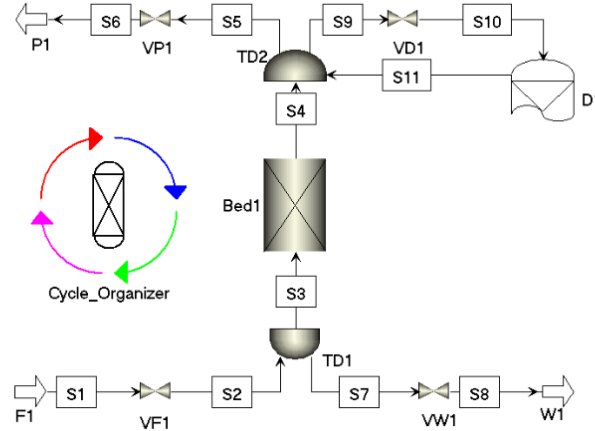 S6
S5
S9
S10
P1
VP1
TD2
VD1
S11
D1
S4
Bed1
Cycle_Organizer
S3
TD1
S1
S2
S7
S8
F1
VF1
VW1
W1